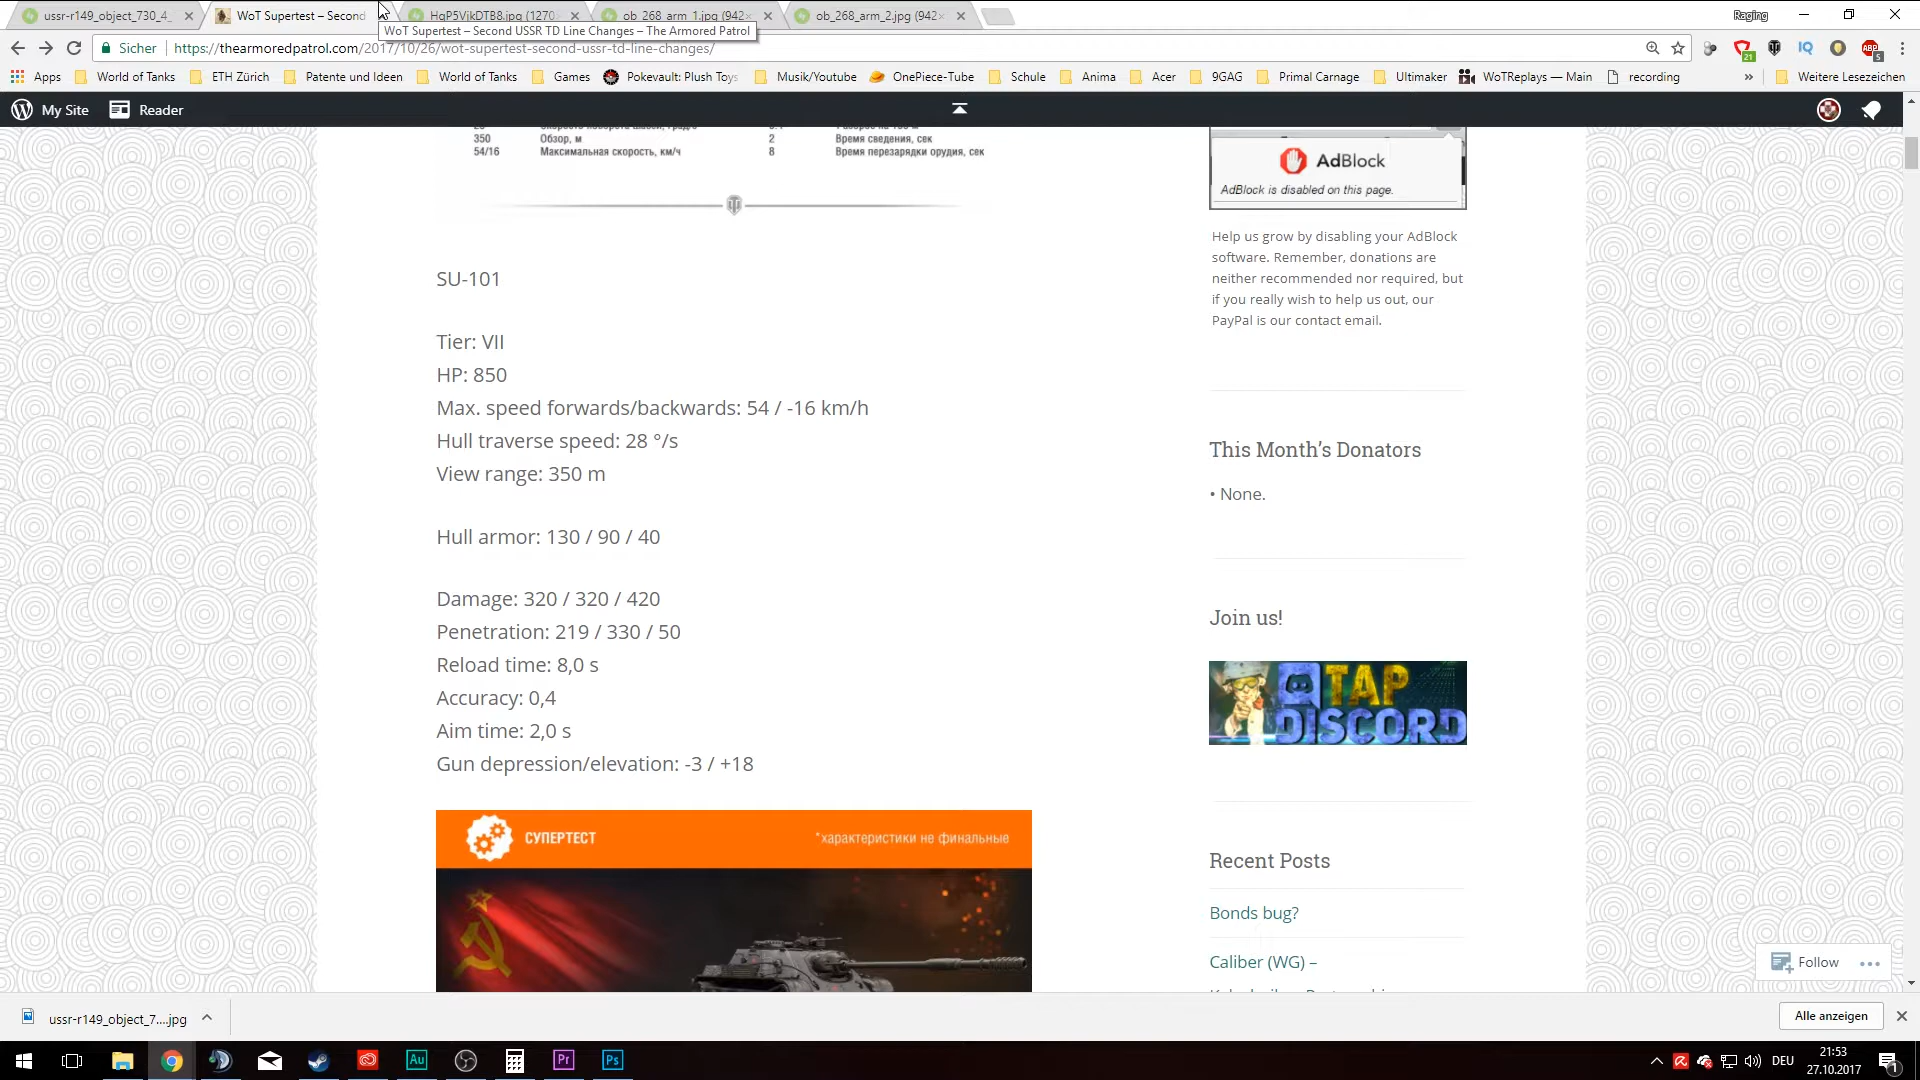 ussr-r149_object_730_4_
WoT Supertest – Second
HqP5VjkDTB8.jpg (1270
ob_268_arm_1.jpg (942×
ob_268_arm_2.jpg (942×
Raging
WoT Supertest – Second USSR TD Line Changes – The Armored Patrol
Sicher
https://thearmoredpatrol.com/2017/10/26/wot-supertest-second-ussr-td-line-changes/
Apps
World of Tanks
ETH Zürich
Patente und Ideen
World of Tanks
Games
Pokevault: Plush Toys
Musik/Youtube
OnePiece-Tube
Schule
Anima
Acer
9GAG
Primal Carnage
Ultimaker
WoTReplays — Main
recording
»
Weitere Lesezeichen
My Site
Reader
350 Обзор, м 2 Время сведения, сек
54/16 Максимальная скорость, км/ч 8 Время перезарядки орудия, сек
SU-101
Tier: VII
HP: 850
Max. speed forwards/backwards: 54 / -16 km/h
Hull traverse speed: 28 °/s
View range: 350 m
Hull armor: 130 / 90 / 40
Damage: 320 / 320 / 420
Penetration: 219 / 330 / 50
Reload time: 8,0 s
Accuracy: 0,4
Aim time: 2,0 s
Gun depression/elevation: -3 / +18
СУПЕРТЕСТ
*характеристики не финальные
AdBlock
AdBlock is disabled on this page.
Help us grow by disabling your AdBlock
software. Remember, donations are
neither recommended nor required, but
if you really wish to help us out, our
PayPal is our contact email.
This Month's Donators
• None.
Join us!
TAP
DISCORD
Recent Posts
Bonds bug?
Caliber (WG) –
Follow
ussr-r149_object_7....jpg
Alle anzeigen
DEU
21:53
27.10.2017